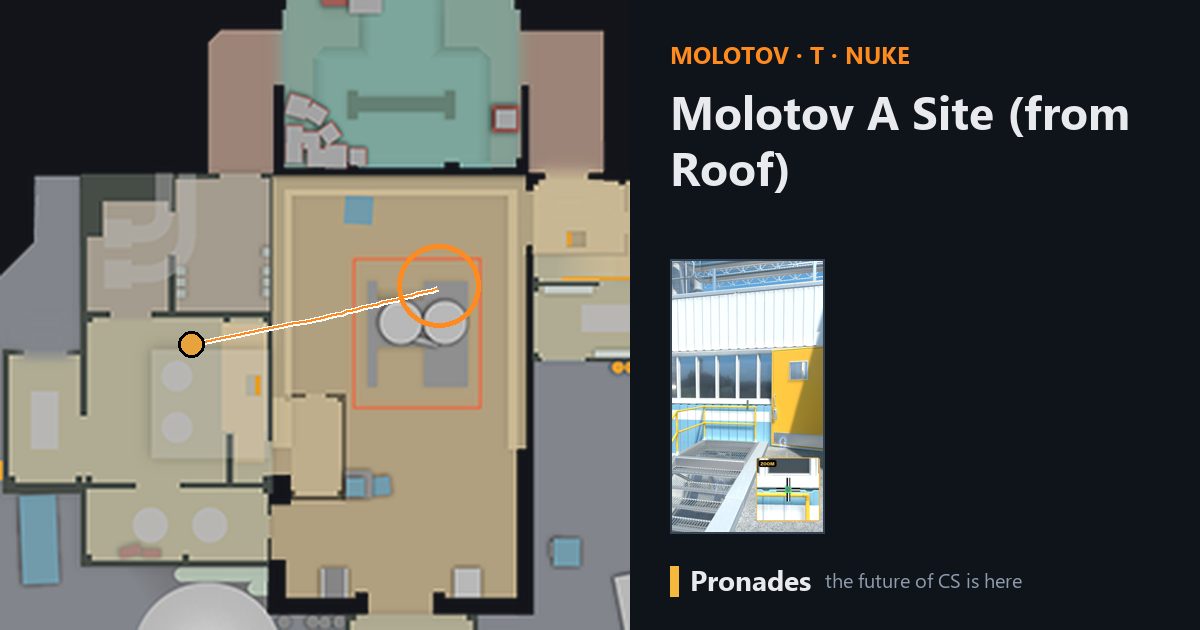 MOLOTOV · T · NUKE
Molotov A Site (from
Roof)
ZOOM
Pronades the future of CS is here